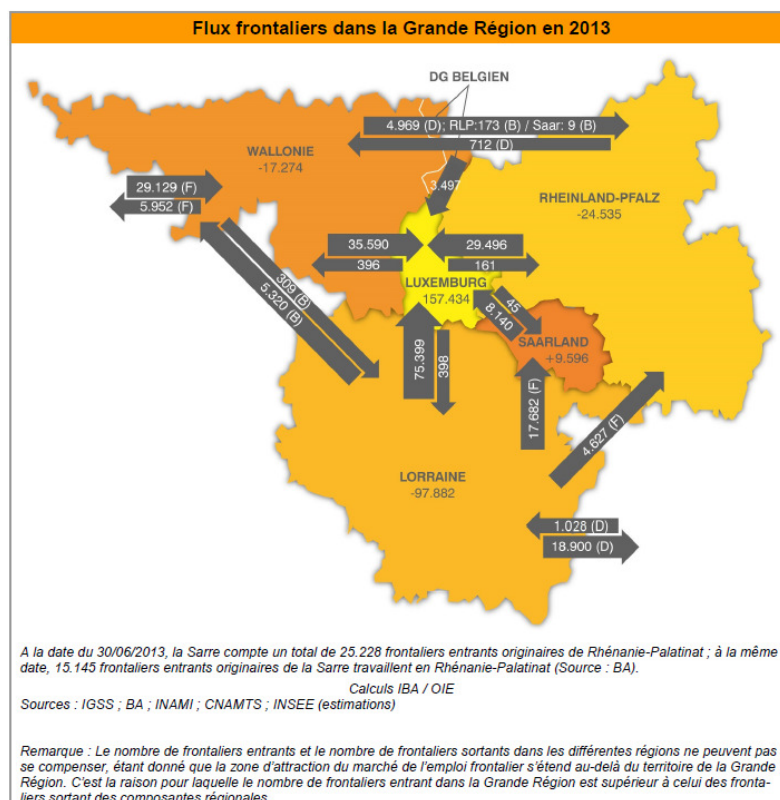 Flux frontaliers dans la Grande Région en 2013
DG BELGIEN
4.969 (D); RLP:173 (B) / Saar: 9 (B)
712 (D)
WALLONIE
-17.274
3.497
29.129 (F)
5.952 (F)
RHEINLAND-PFALZ
-24.535
35.590
29.496
396
161
LUXEMBURG
157.434
309 (B)
5.320 (B)
45
8.140
SAARLAND
+9.596
75.399
398
17.682 (F)
4.627 (F)
LORRAINE
-97.882
1.028 (D)
18.900 (D)
A la date du 30/06/2013, la Sarre compte un total de 25.228 frontaliers entrants originaires de Rhénanie-Palatinat ; à la même
date, 15.145 frontaliers entrants originaires de la Sarre travaillent en Rhénanie-Palatinat (Source : BA).
Calculs IBA / OIE
Sources : IGSS ; BA ; INAMI ; CNAMTS ; INSEE (estimations)
Remarque : Le nombre de frontaliers entrants et le nombre de frontaliers sortants dans les différentes régions ne peuvent pas
se compenser, étant donné que la zone d'attraction du marché de l'emploi frontalier s'étend au-delà du territoire de la Grande
Région. C'est la raison pour laquelle le nombre de frontaliers entrant dans la Grande Région est supérieur à celui des fronta-
liers sortant des composantes régionales.